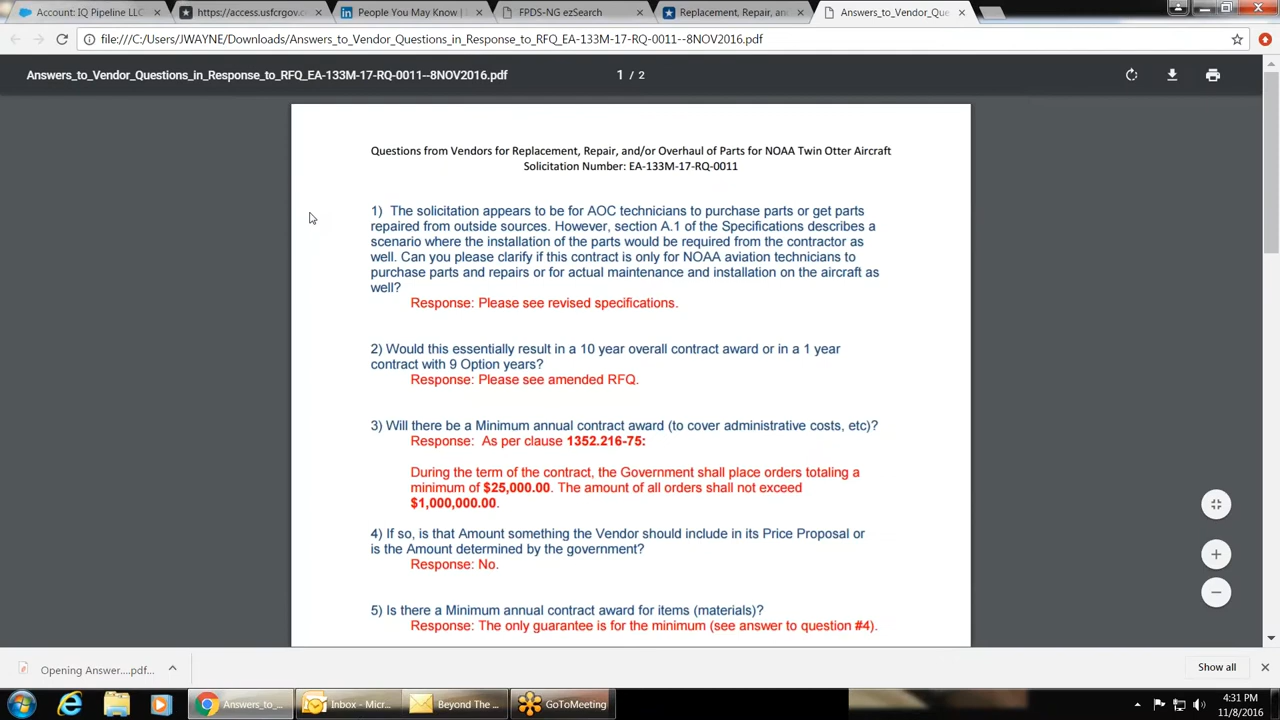 Account: IQ Pipeline LLC
https://access.usfcrgov.c
People You May Know |
FPDS-NG ezSearch
Replacement, Repair, an
Answers_to_Vendor_Que
file:///C:/Users/JWAYNE/Downloads/Answers_to_Vendor_Questions_in_Response_to_RFQ_EA-133M-17-RQ-0011--8NOV2016.pdf
Answers_to_Vendor_Questions_in_Response_to_RFQ_EA-133M-17-RQ-0011--8NOV2016.pdf
1 / 2
Questions from Vendors for Replacement, Repair, and/or Overhaul of Parts for NOAA Twin Otter Aircraft
Solicitation Number: EA-133M-17-RQ-0011
1) The solicitation appears to be for AOC technicians to purchase parts or get parts
repaired from outside sources. However, section A.1 of the Specifications describes a
scenario where the installation of the parts would be required from the contractor as
well. Can you please clarify if this contract is only for NOAA aviation technicians to
purchase parts and repairs or for actual maintenance and installation on the aircraft as
well?
Response: Please see revised specifications.
2) Would this essentially result in a 10 year overall contract award or in a 1 year
contract with 9 Option years?
Response: Please see amended RFQ.
3) Will there be a Minimum annual contract award (to cover administrative costs, etc)?
Response: As per clause 1352.216-75:
During the term of the contract, the Government shall place orders totaling a
minimum of $25,000.00. The amount of all orders shall not exceed
$1,000,000.00.
4) If so, is that Amount something the Vendor should include in its Price Proposal or
is the Amount determined by the government?
Response: No.
5) Is there a Minimum annual contract award for items (materials)?
Response: The only guarantee is for the minimum (see answer to question #4).
Opening Answer....pdf
Show all
Answers_to_...
Inbox - Micr...
Beyond The ...
GoToMeeting
4:31 PM
11/8/2016